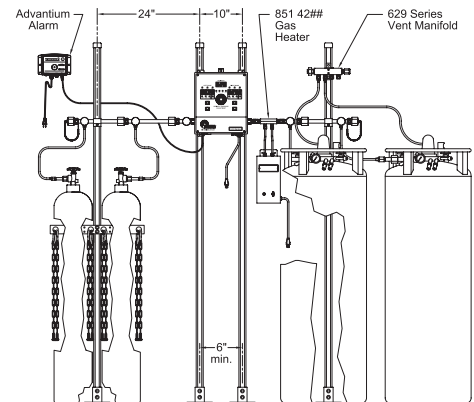 Advantium
Alarm
24"
10"
851 42##
Gas
Heater
629 Series
Vent Manifold
6"
min.